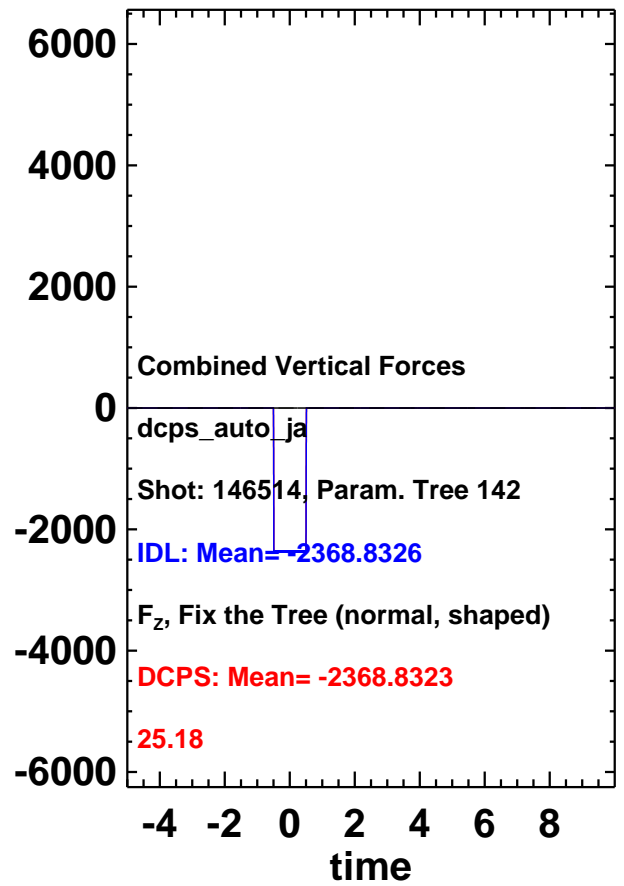 6000
4000
2000
Combined Vertical Forces
0
dcps_auto_ja
Shot: 146514, Param. Tree 142
-2000
IDL: Mean= -2368.8326
F_Z, Fix the Tree (normal, shaped)
-4000
DCPS: Mean= -2368.8323
25.18
-6000
-4 -2 0 2 4 6 8
time